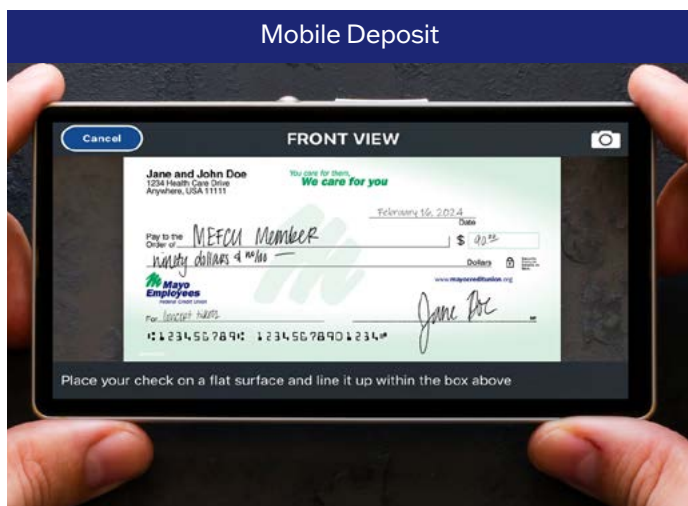 Mobile Deposit
Cancel
FRONT VIEW
Jane and John Doe
1234 Health Care Drive
Anywhere, USA 11111
You care for them,
We care for you
February 16, 2024
Date
Pay to the
Order of MEFCU Member $ 90.00
ninety dollars & no/100 Dollars
Mayo
Employees
Federal Credit Union
www.mayocreditunion.org
For concert tickets Jane Doe
⑆123456789⑆ 12345678901234⑈
Place your check on a flat surface and line it up within the box above